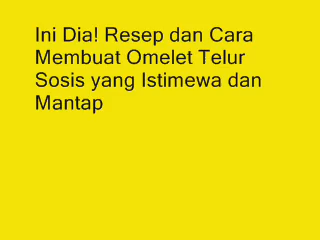 Ini Dia! Resep dan Cara
Membuat Omelet Telur
Sosis yang Istimewa dan
Mantap